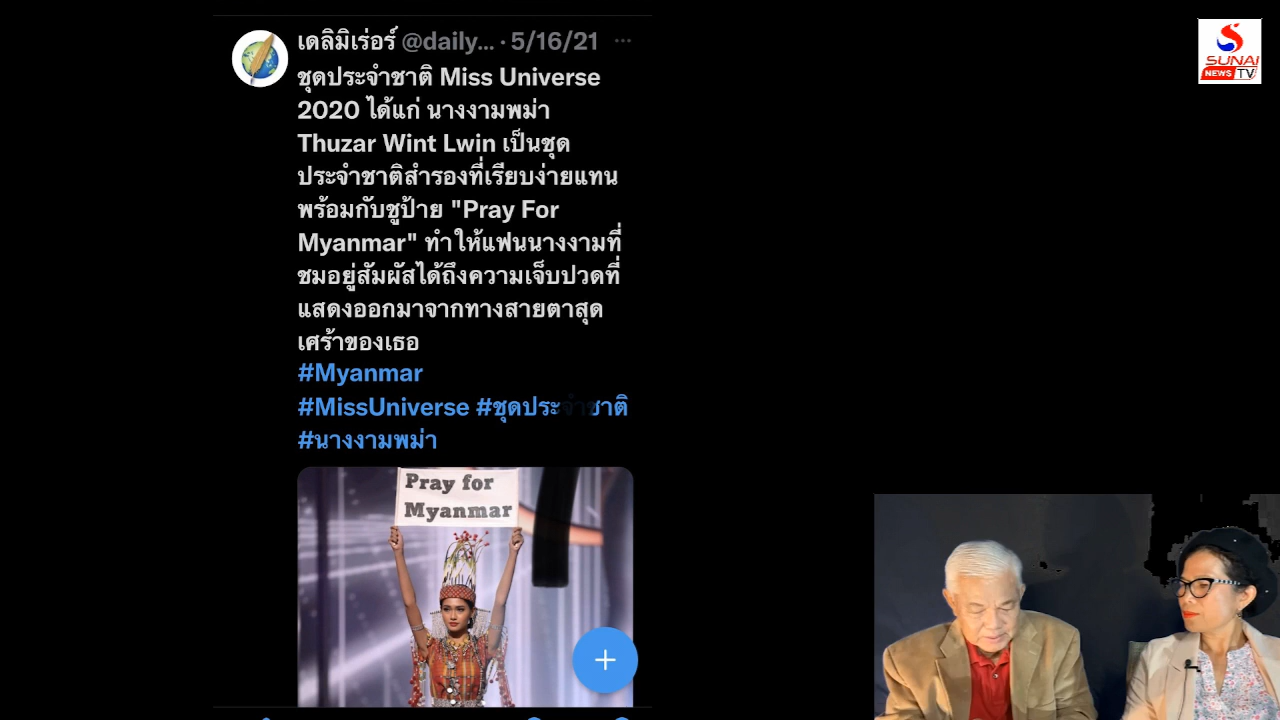 เดลิมิเร่อร์ @daily... · 5/16/21 ···
ชุดประจำชาติ Miss Universe
2020 ได้แก่ นางงามพม่า
Thuzar Wint Lwin เป็นชุด
ประจำชาติสำรองที่เรียบง่ายแทน
พร้อมกับชูป้าย "Pray For
Myanmar" ทำให้แฟนนางงามที่
ชมอยู่สัมผัสได้ถึงความเจ็บปวดที่
แสดงออกมาจากทางสายตาสุด
เศร้าของเธอ
#Myanmar
#MissUniverse #ชุดประจำชาติ
#นางงามพม่า
Pray for
Myanmar
SUNAI
NEWS TV